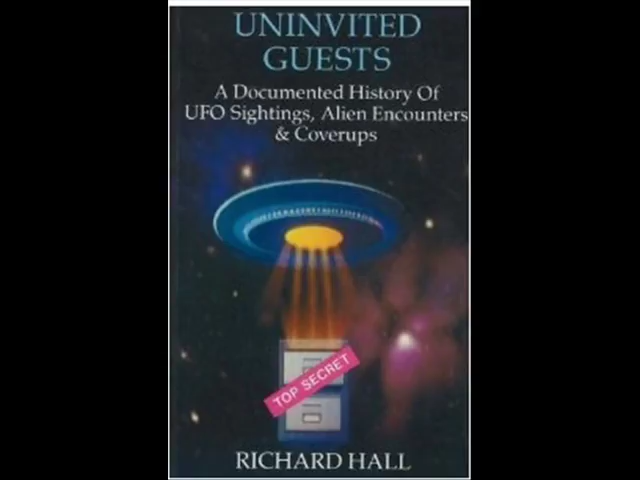 UNINVITED
GUESTS
A Documented History Of
UFO Sightings, Alien Encounters
& Coverups
TOP SECRET
RICHARD HALL